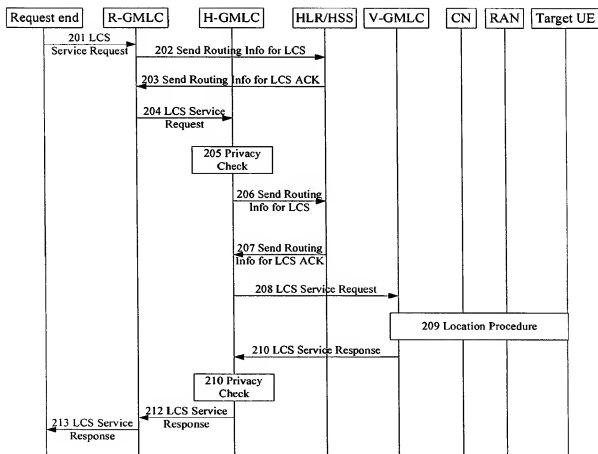 Request end R-GMLC H-GMLC HLR/HSS V-GMLC CN RAN Target UE
201 LCS
Service Request
202 Send Routing Info for LCS
203 Send Routing Info for LCS ACK
204 LCS Service
Request
205 Privacy
Check
206 Send Routing
Info for LCS
207 Send Routing
Info for LCS ACK
208 LCS Service Request
209 Location Procedure
210 LCS Service Response
210 Privacy
Check
212 LCS Service
Response
213 LCS Service
Response